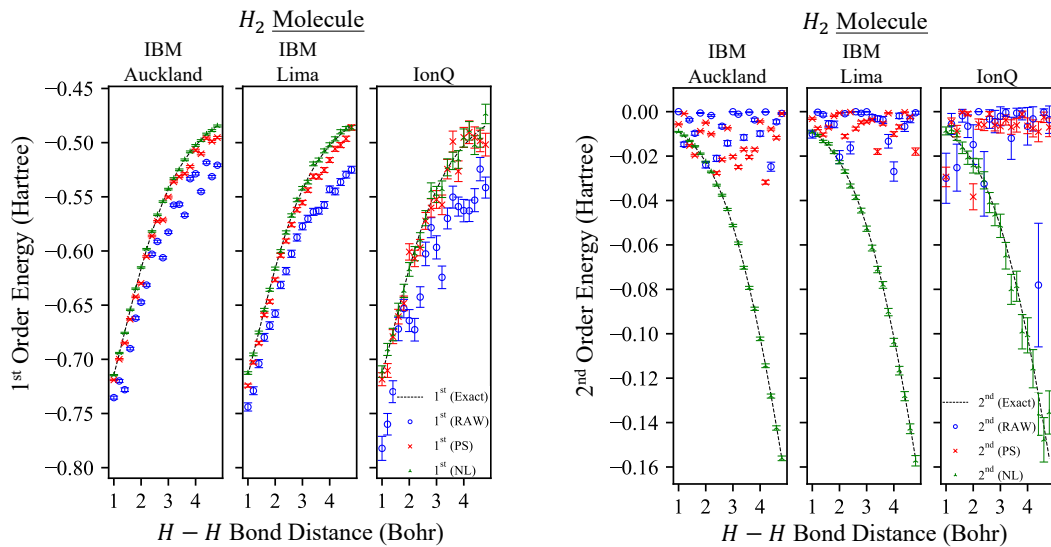 H₂ Molecule
IBM Auckland
IBM Lima
IonQ
1ˢᵗ Order Energy (Hartree)
−0.45
−0.50
−0.55
−0.60
−0.65
−0.70
−0.75
−0.80
1ˢᵗ (Exact)
1ˢᵗ (RAW)
1ˢᵗ (PS)
1ˢᵗ (NL)
1 2 3 4
1 2 3 4
1 2 3 4
H − H Bond Distance (Bohr)
H₂ Molecule
IBM Auckland
IBM Lima
IonQ
2ⁿᵈ Order Energy (Hartree)
0.00
−0.02
−0.04
−0.06
−0.08
−0.10
−0.12
−0.14
−0.16
2ⁿᵈ (Exact)
2ⁿᵈ (RAW)
2ⁿᵈ (PS)
2ⁿᵈ (NL)
1 2 3 4
1 2 3 4
1 2 3 4
H − H Bond Distance (Bohr)